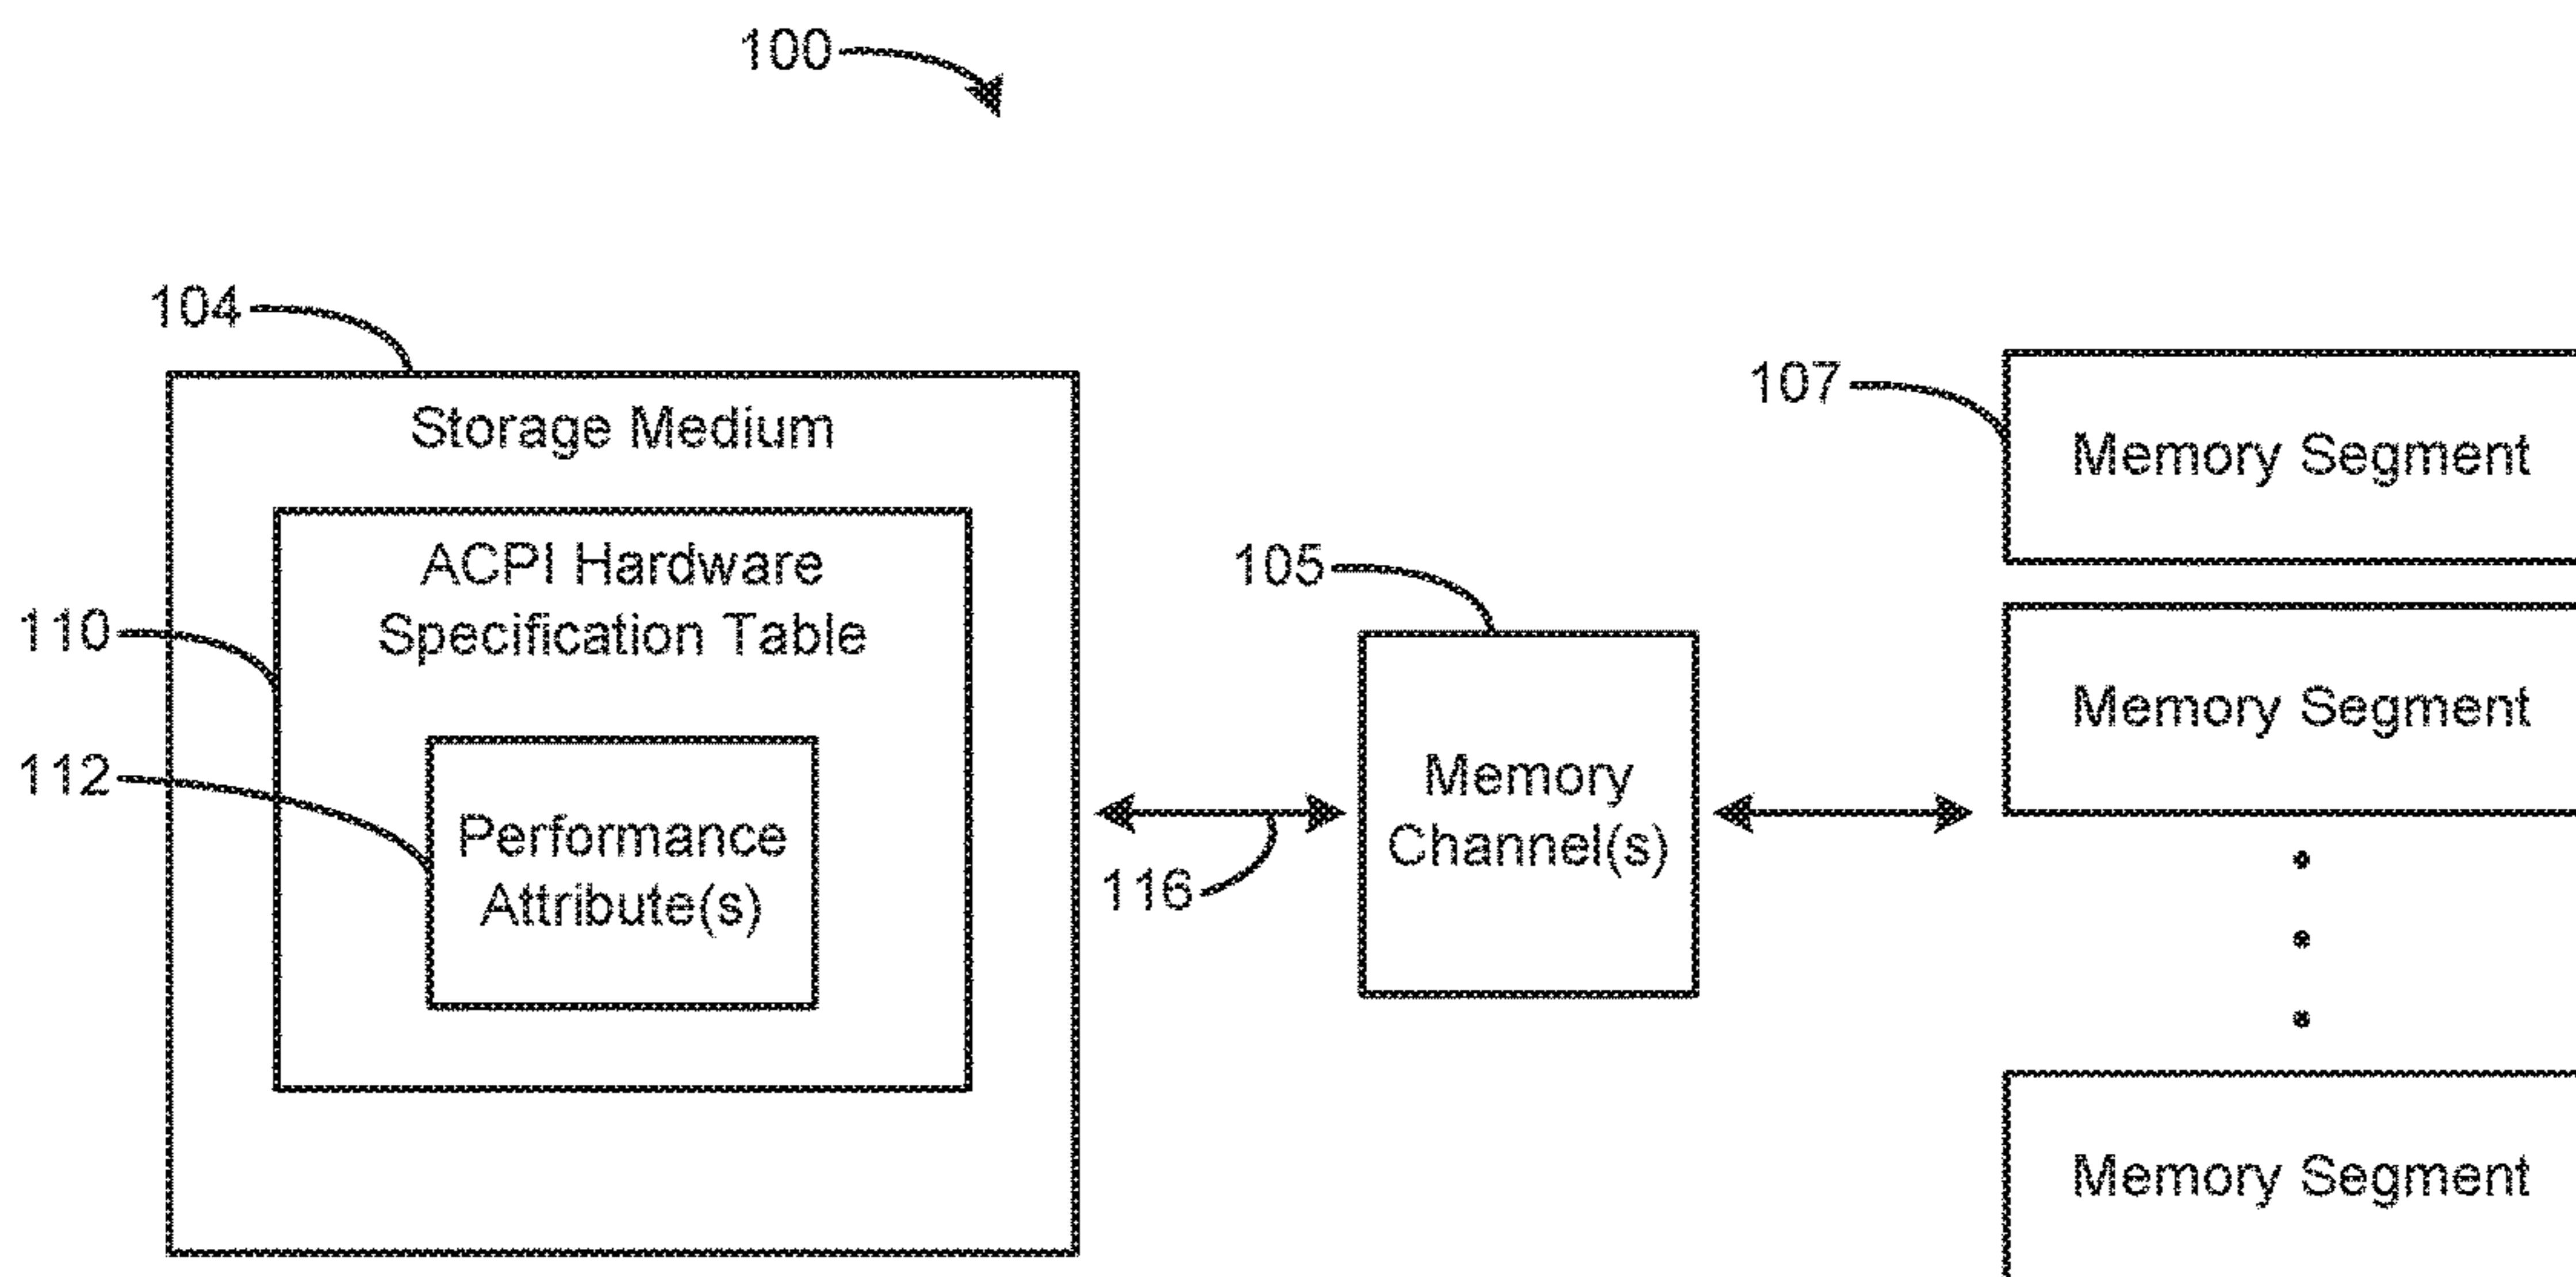 100
104
Storage Medium
107
Memory Segment
ACPI Hardware
Specification Table
105
110
Memory Segment
112
Performance
Attribute(s)
Memory
Channel(s)
116
Memory Segment